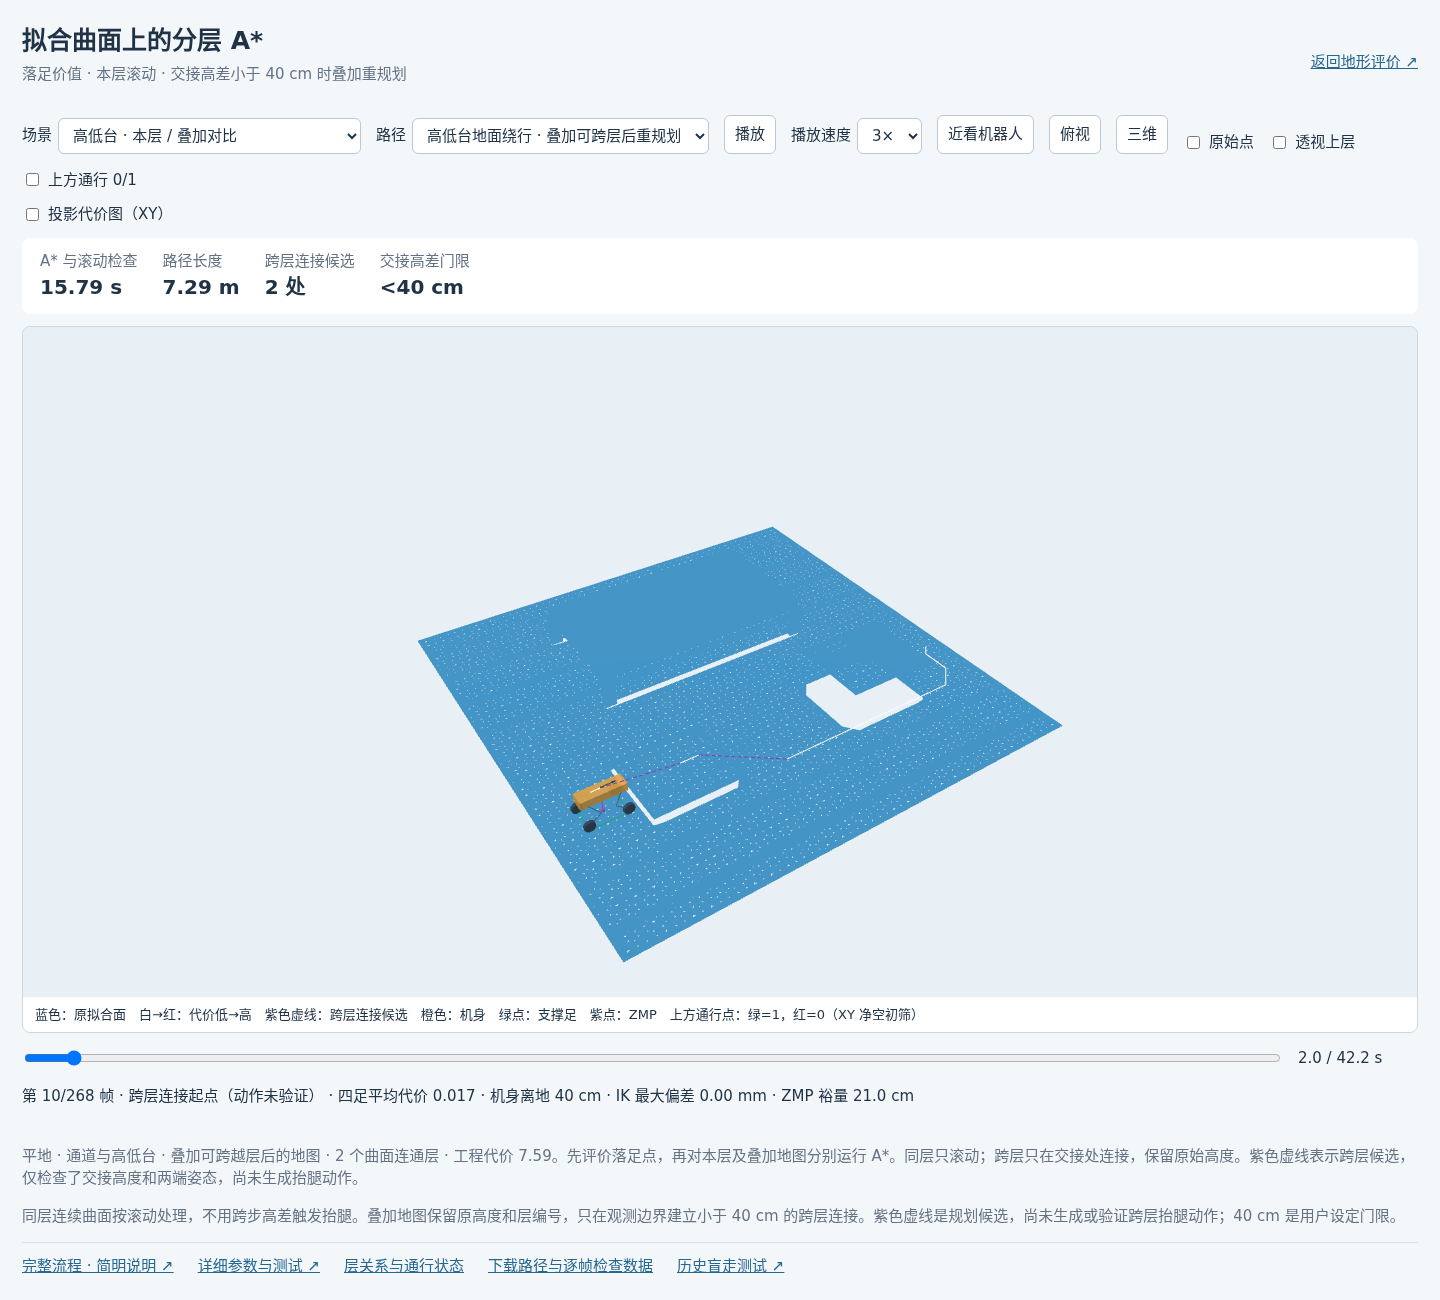 拟合曲面上的分层 A*
落足价值 · 本层滚动 · 交接高差小于 40 cm 时叠加重规划
返回地形评价 ↗
场景 高低台 · 本层 / 叠加对比 路径 高低台地面绕行 · 叠加可跨层后重规划 播放 播放速度 3× 近看机器人 俯视 三维 原始点 透视上层
上方通行 0/1
投影代价图（XY）
A* 与滚动检查 路径长度 跨层连接候选 交接高差门限
15.79 s 7.29 m 2 处 <40 cm
蓝色：原拟合面 白→红：代价低→高 紫色虚线：跨层连接候选 橙色：机身 绿点：支撑足 紫点：ZMP 上方通行点：绿=1，红=0（XY 净空初筛）
2.0 / 42.2 s
第 10/268 帧 · 跨层连接起点（动作未验证） · 四足平均代价 0.017 · 机身离地 40 cm · IK 最大偏差 0.00 mm · ZMP 裕量 21.0 cm
平地 · 通道与高低台 · 叠加可跨越层后的地图 · 2 个曲面连通层 · 工程代价 7.59。先评价落足点，再对本层及叠加地图分别运行 A*。同层只滚动；跨层只在交接处连接，保留原始高度。紫色虚线表示跨层候选，
仅检查了交接高度和两端姿态，尚未生成抬腿动作。
同层连续曲面按滚动处理，不用跨步高差触发抬腿。叠加地图保留原高度和层编号，只在观测边界建立小于 40 cm 的跨层连接。紫色虚线是规划候选，尚未生成或验证跨层抬腿动作；40 cm 是用户设定门限。
完整流程 · 简明说明 ↗ 详细参数与测试 ↗ 层关系与通行状态 下载路径与逐帧检查数据 历史盲走测试 ↗